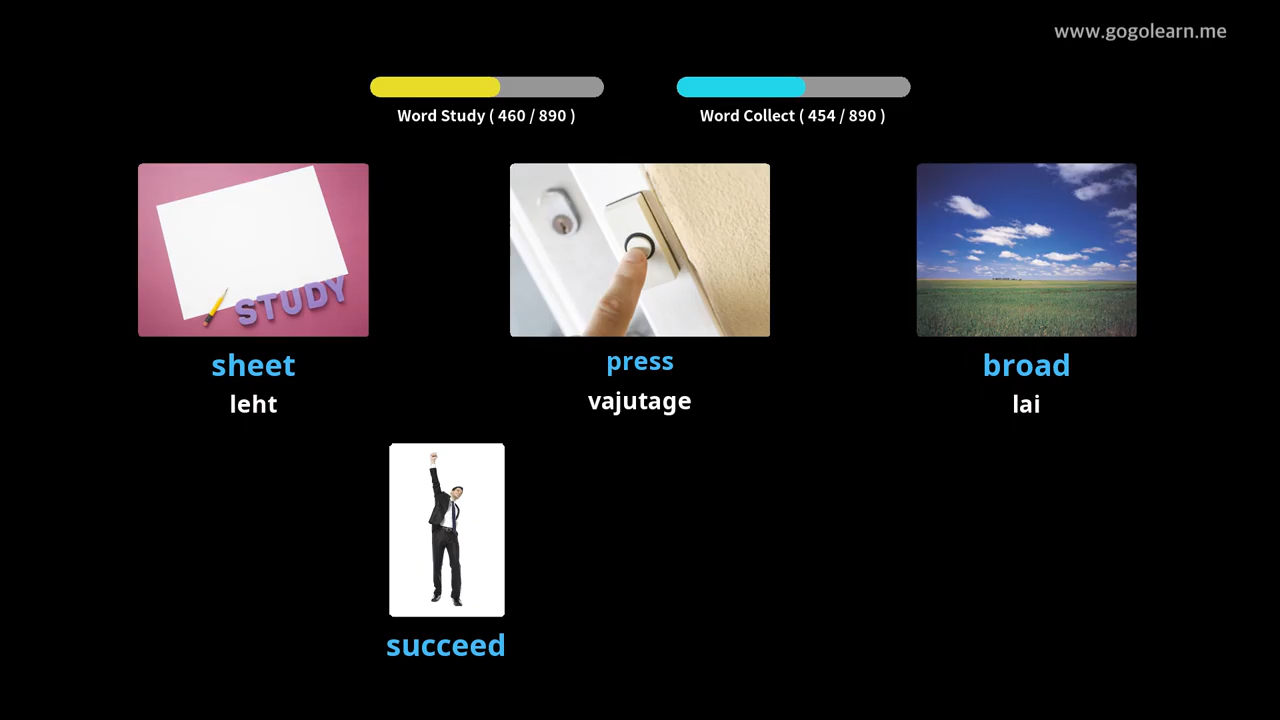 www.gogolearn.me
Word Study ( 460 / 890 )
Word Collect ( 454 / 890 )
STUDY
sheet
leht
press
vajutage
broad
lai
succeed